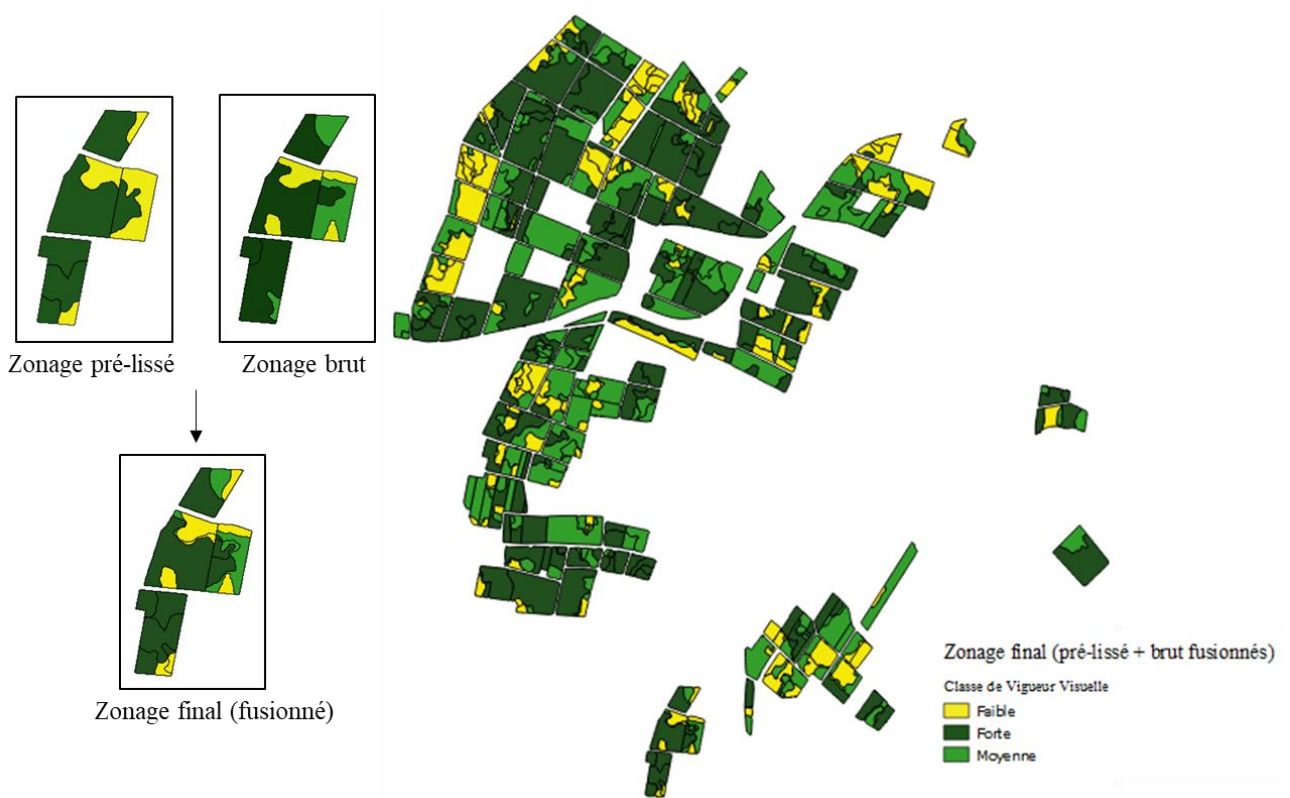 Zonage pré-lissé
Zonage brut
Zonage final (fusionné)
Zonage final (pré-lissé + brut fusionnés)
Classe de Vigueur Visuelle
Faible
Forte
Moyenne